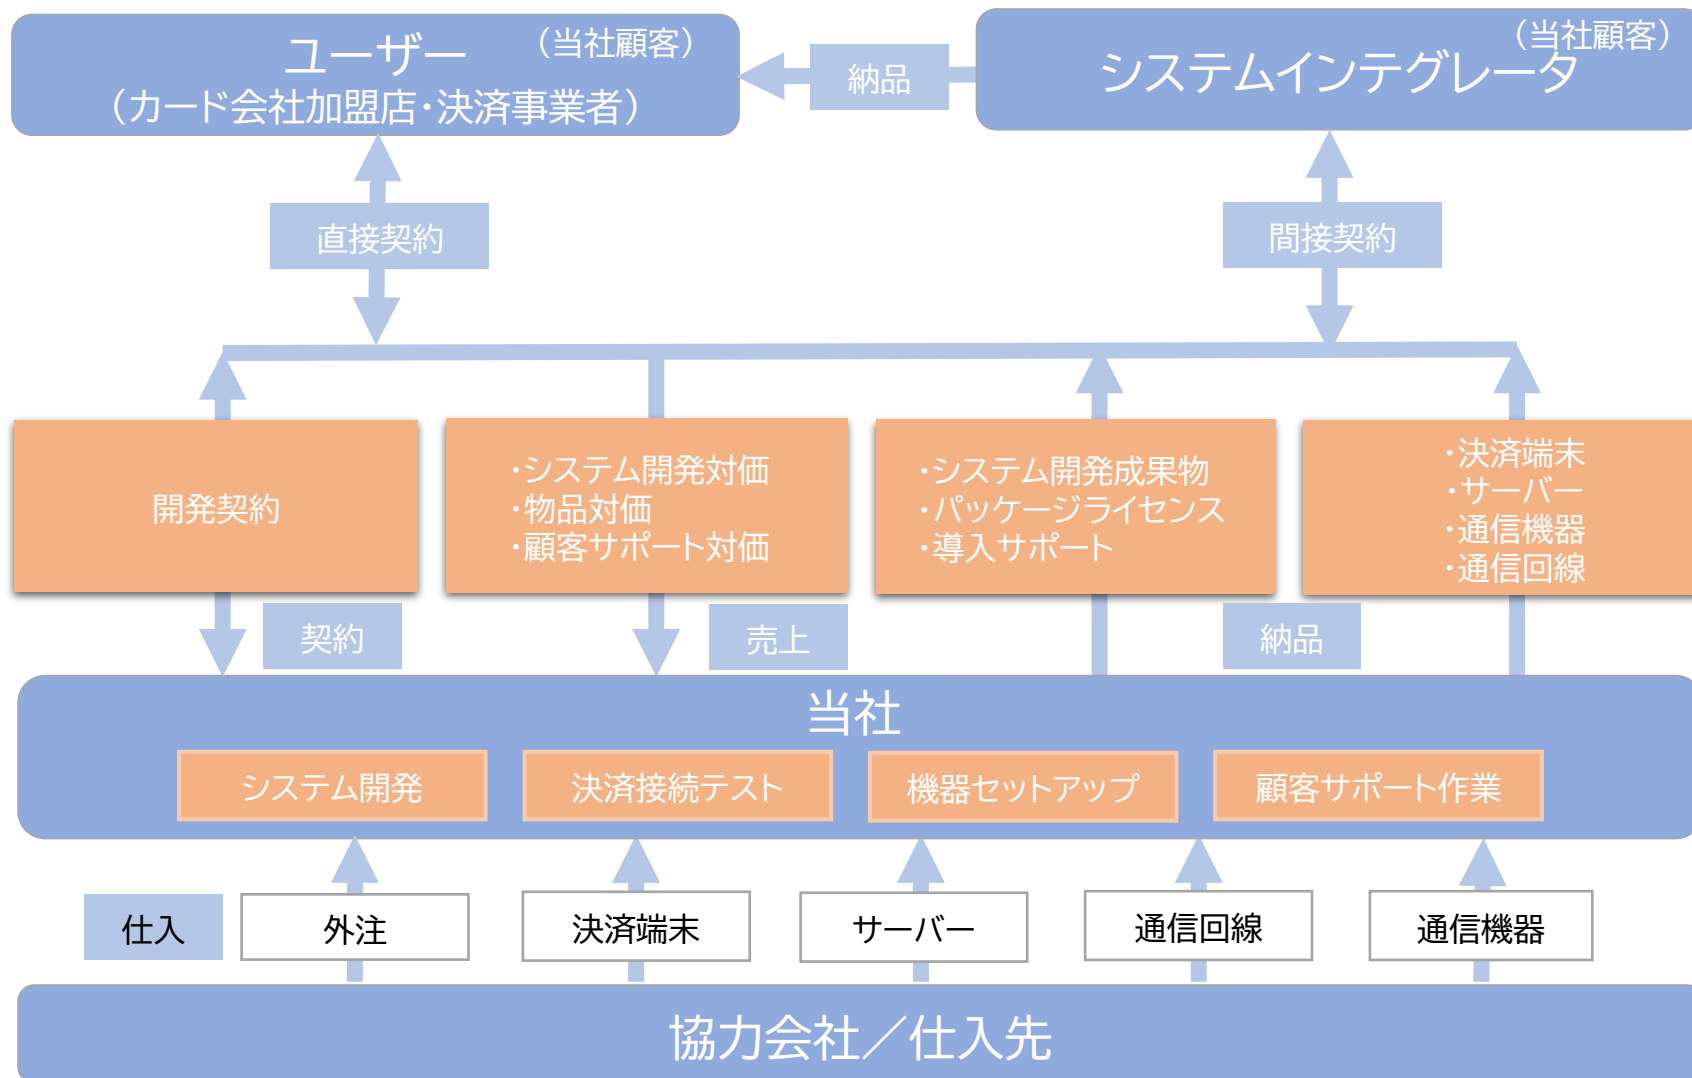 ユーザー
（当社顧客）
（カード会社加盟店・決済事業者）
納品
（当社顧客）
システムインテグレータ
直接契約
間接契約
開発契約
・システム開発対価
・物品対価
・顧客サポート対価
・システム開発成果物
・パッケージライセンス
・導入サポート
・決済端末
・サーバー
・通信機器
・通信回線
契約
売上
納品
当社
システム開発
決済接続テスト
機器セットアップ
顧客サポート作業
仕入
外注
決済端末
サーバー
通信回線
通信機器
協力会社／仕入先